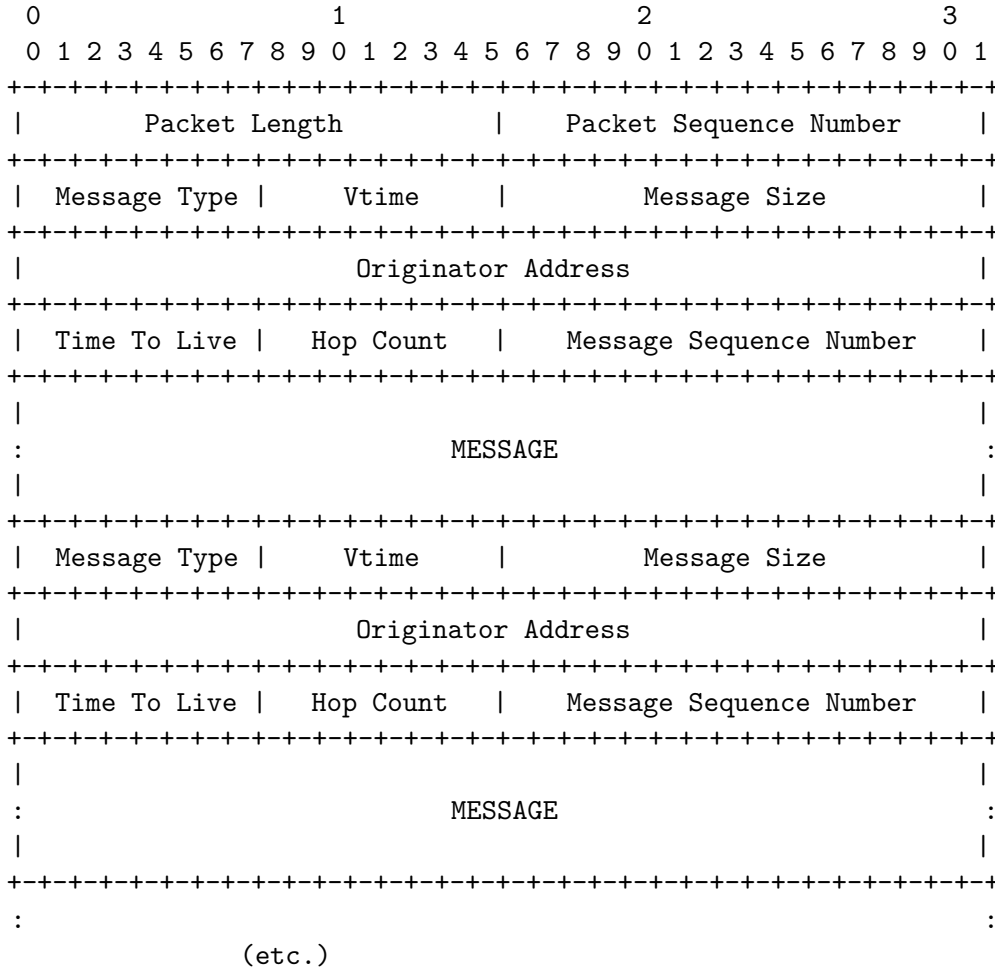 0                   1                   2                   3
0 1 2 3 4 5 6 7 8 9 0 1 2 3 4 5 6 7 8 9 0 1 2 3 4 5 6 7 8 9 0 1
+-+-+-+-+-+-+-+-+-+-+-+-+-+-+-+-+-+-+-+-+-+-+-+-+-+-+-+-+-+-+-+-+
|        Packet Length          |    Packet Sequence Number     |
+-+-+-+-+-+-+-+-+-+-+-+-+-+-+-+-+-+-+-+-+-+-+-+-+-+-+-+-+-+-+-+-+
|  Message Type |     Vtime     |         Message Size          |
+-+-+-+-+-+-+-+-+-+-+-+-+-+-+-+-+-+-+-+-+-+-+-+-+-+-+-+-+-+-+-+-+
|                      Originator Address                       |
+-+-+-+-+-+-+-+-+-+-+-+-+-+-+-+-+-+-+-+-+-+-+-+-+-+-+-+-+-+-+-+-+
|  Time To Live |   Hop Count   |    Message Sequence Number    |
+-+-+-+-+-+-+-+-+-+-+-+-+-+-+-+-+-+-+-+-+-+-+-+-+-+-+-+-+-+-+-+-+
|                                                               |
:                            MESSAGE                            :
|                                                               |
+-+-+-+-+-+-+-+-+-+-+-+-+-+-+-+-+-+-+-+-+-+-+-+-+-+-+-+-+-+-+-+-+
|  Message Type |     Vtime     |         Message Size          |
+-+-+-+-+-+-+-+-+-+-+-+-+-+-+-+-+-+-+-+-+-+-+-+-+-+-+-+-+-+-+-+-+
|                      Originator Address                       |
+-+-+-+-+-+-+-+-+-+-+-+-+-+-+-+-+-+-+-+-+-+-+-+-+-+-+-+-+-+-+-+-+
|  Time To Live |   Hop Count   |    Message Sequence Number    |
+-+-+-+-+-+-+-+-+-+-+-+-+-+-+-+-+-+-+-+-+-+-+-+-+-+-+-+-+-+-+-+-+
|                                                               |
:                            MESSAGE                            :
|                                                               |
+-+-+-+-+-+-+-+-+-+-+-+-+-+-+-+-+-+-+-+-+-+-+-+-+-+-+-+-+-+-+-+-+
:                                                               :
(etc.)